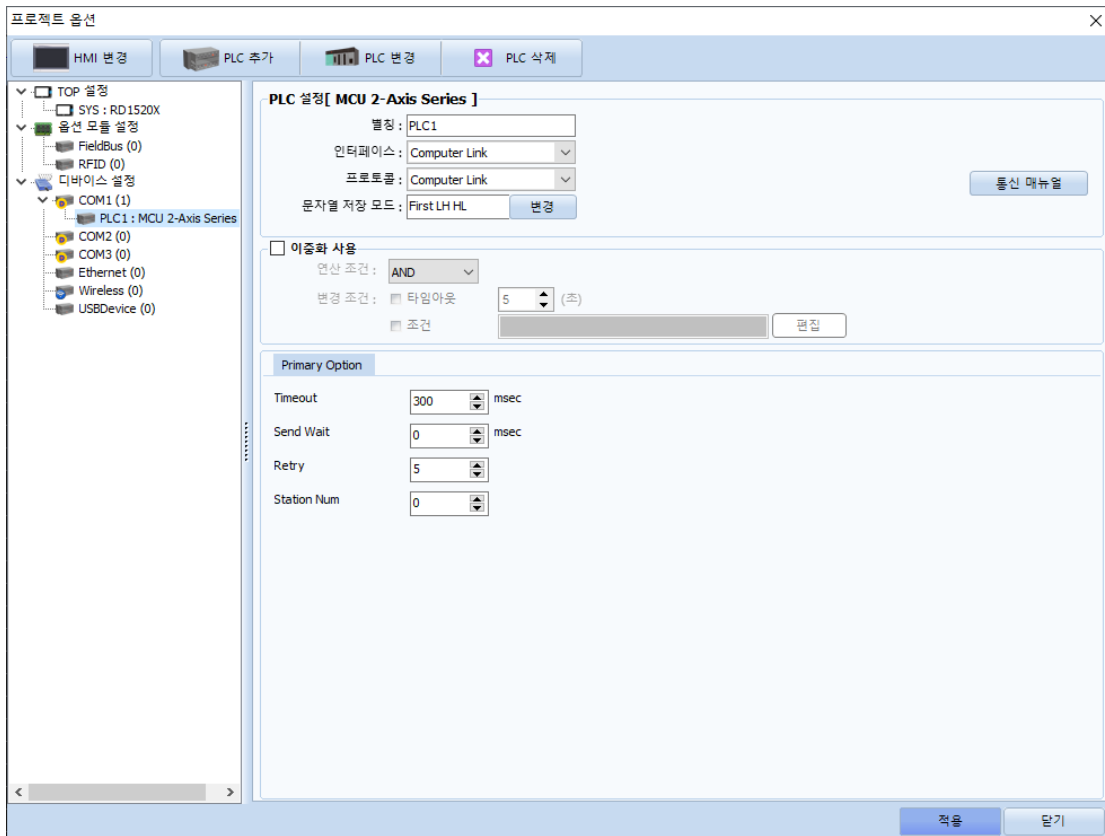 프로젝트 옵션
HMI 변경
PLC 추가
PLC 변경
PLC 삭제
TOP 설정
SYS : RD1520X
옵션 모듈 설정
FieldBus (0)
RFID (0)
디바이스 설정
COM1 (1)
PLC1 : MCU 2-Axis Series
COM2 (0)
COM3 (0)
Ethernet (0)
Wireless (0)
USBDevice (0)
PLC 설정[ MCU 2-Axis Series ]
별칭 : PLC1
인터페이스 : Computer Link
프로토콜 : Computer Link
통신 매뉴얼
문자열 저장 모드 : First LH HL 변경
이중화 사용
연산 조건 : AND
변경 조건 : 타임아웃 5 (초)
조건 편집
Primary Option
Timeout 300 msec
Send Wait 0 msec
Retry 5
Station Num 0
적용
닫기